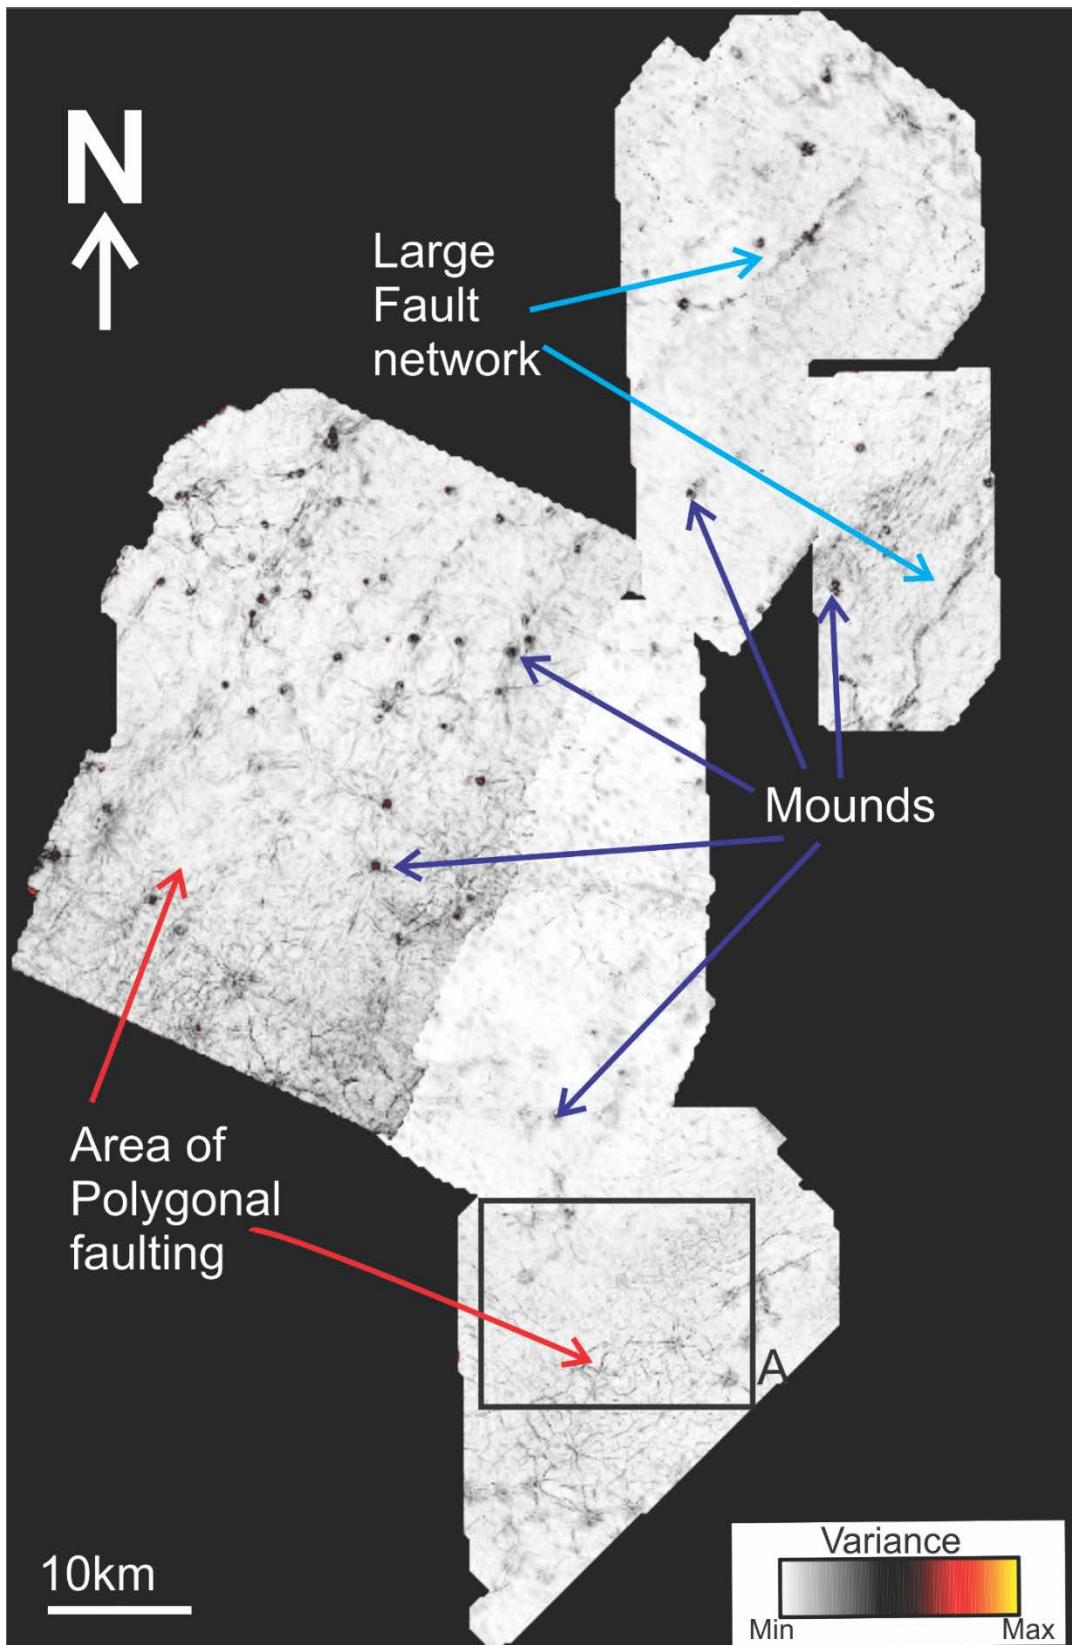 N
Large
Fault
network
Mounds
Area of
Polygonal
faulting
A
10km
Variance
Min
Max